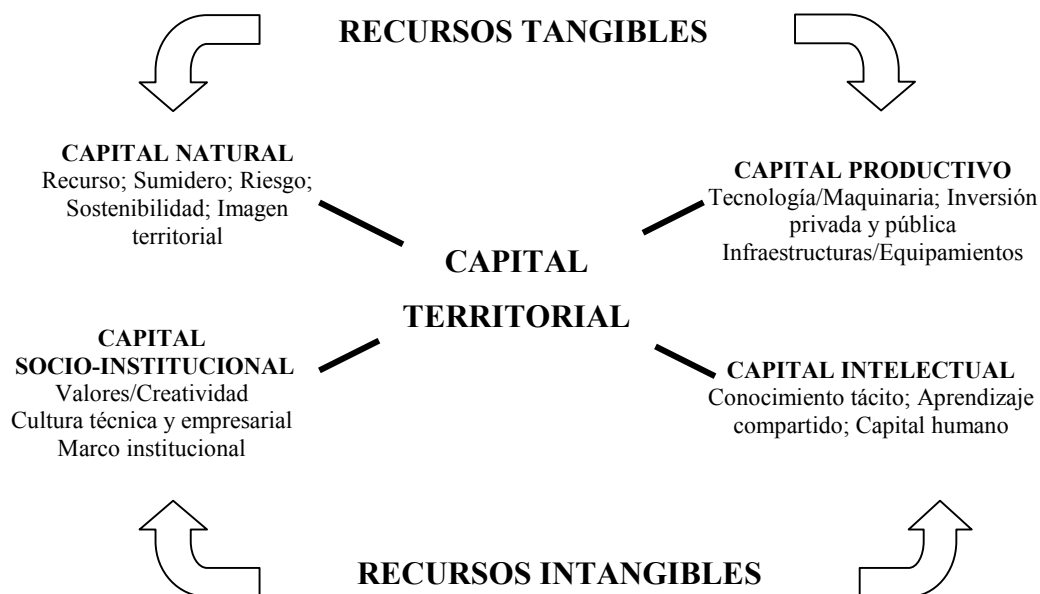 RECURSOS TANGIBLES
CAPITAL NATURAL
Recurso; Sumidero; Riesgo;
Sostenibilidad; Imagen
territorial
CAPITAL PRODUCTIVO
Tecnología/Maquinaria; Inversión
privada y pública
Infraestructuras/Equipamientos
CAPITAL
TERRITORIAL
CAPITAL
SOCIO-INSTITUCIONAL
Valores/Creatividad
Cultura técnica y empresarial
Marco institucional
CAPITAL INTELECTUAL
Conocimiento tácito; Aprendizaje
compartido; Capital humano
RECURSOS INTANGIBLES